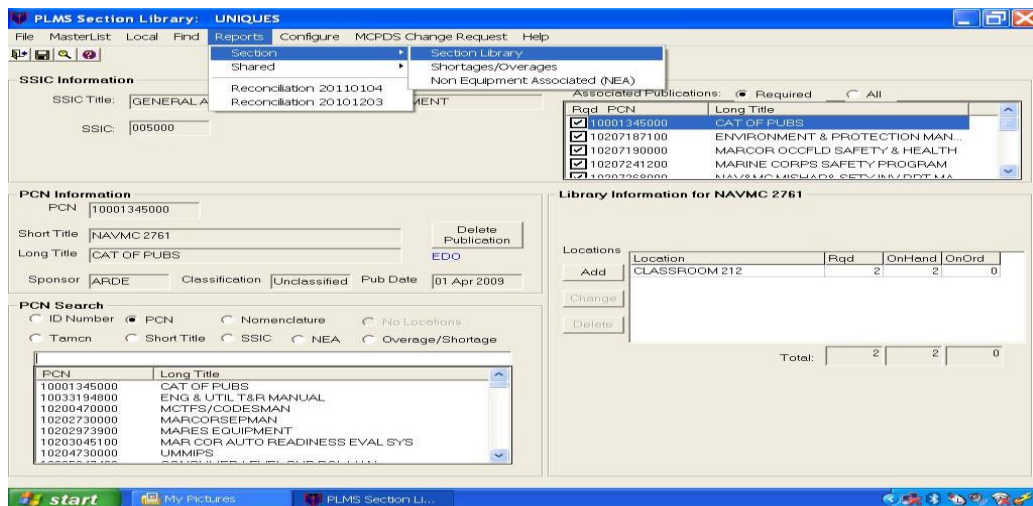 PLMS Section Library: UNIQUES
File MasterList Local Find Reports Configure MCPDS Change Request Help
Section
Shared
Reconciliation 20110104
Reconciliation 20101203
Section Library
Shortages/Overages
Non Equipment Associated (NEA)
SSIC Information
SSIC Title: GENERAL A MENT
SSIC: 005000
Associated Publications: Required All
Rqd PCN Long Title
10001345000 CAT OF PUBS
10207187100 ENVIRONMENT & PROTECTION MAN...
10207190000 MARCOR OCCFLD SAFETY & HEALTH
10207241200 MARINE CORPS SAFETY PROGRAM
PCN Information
PCN 10001345000
Short Title NAVMC 2761
Delete Publication
Long Title CAT OF PUBS
EDO
Sponsor ARDE Classification Unclassified Pub Date 01 Apr 2009
Library Information for NAVMC 2761
Locations
Location Rqd OnHand OnOrd
Add CLASSROOM 212 2 2 0
Change
Delete
Total: 2 2 0
PCN Search
ID Number PCN Nomenclature No Locations
Tamcn Short Title SSIC NEA Overage/Shortage
PCN Long Title
10001345000 CAT OF PUBS
10033194800 ENG & UTIL T&R MANUAL
10200470000 MCTFS/CODESMAN
10202730000 MARCORSEPMAN
10202973900 MARES EQUIPMENT
10203045100 MAR COR AUTO READINESS EVAL SYS
10204730000 UMMIPS
start My Pictures PLMS Section Li...